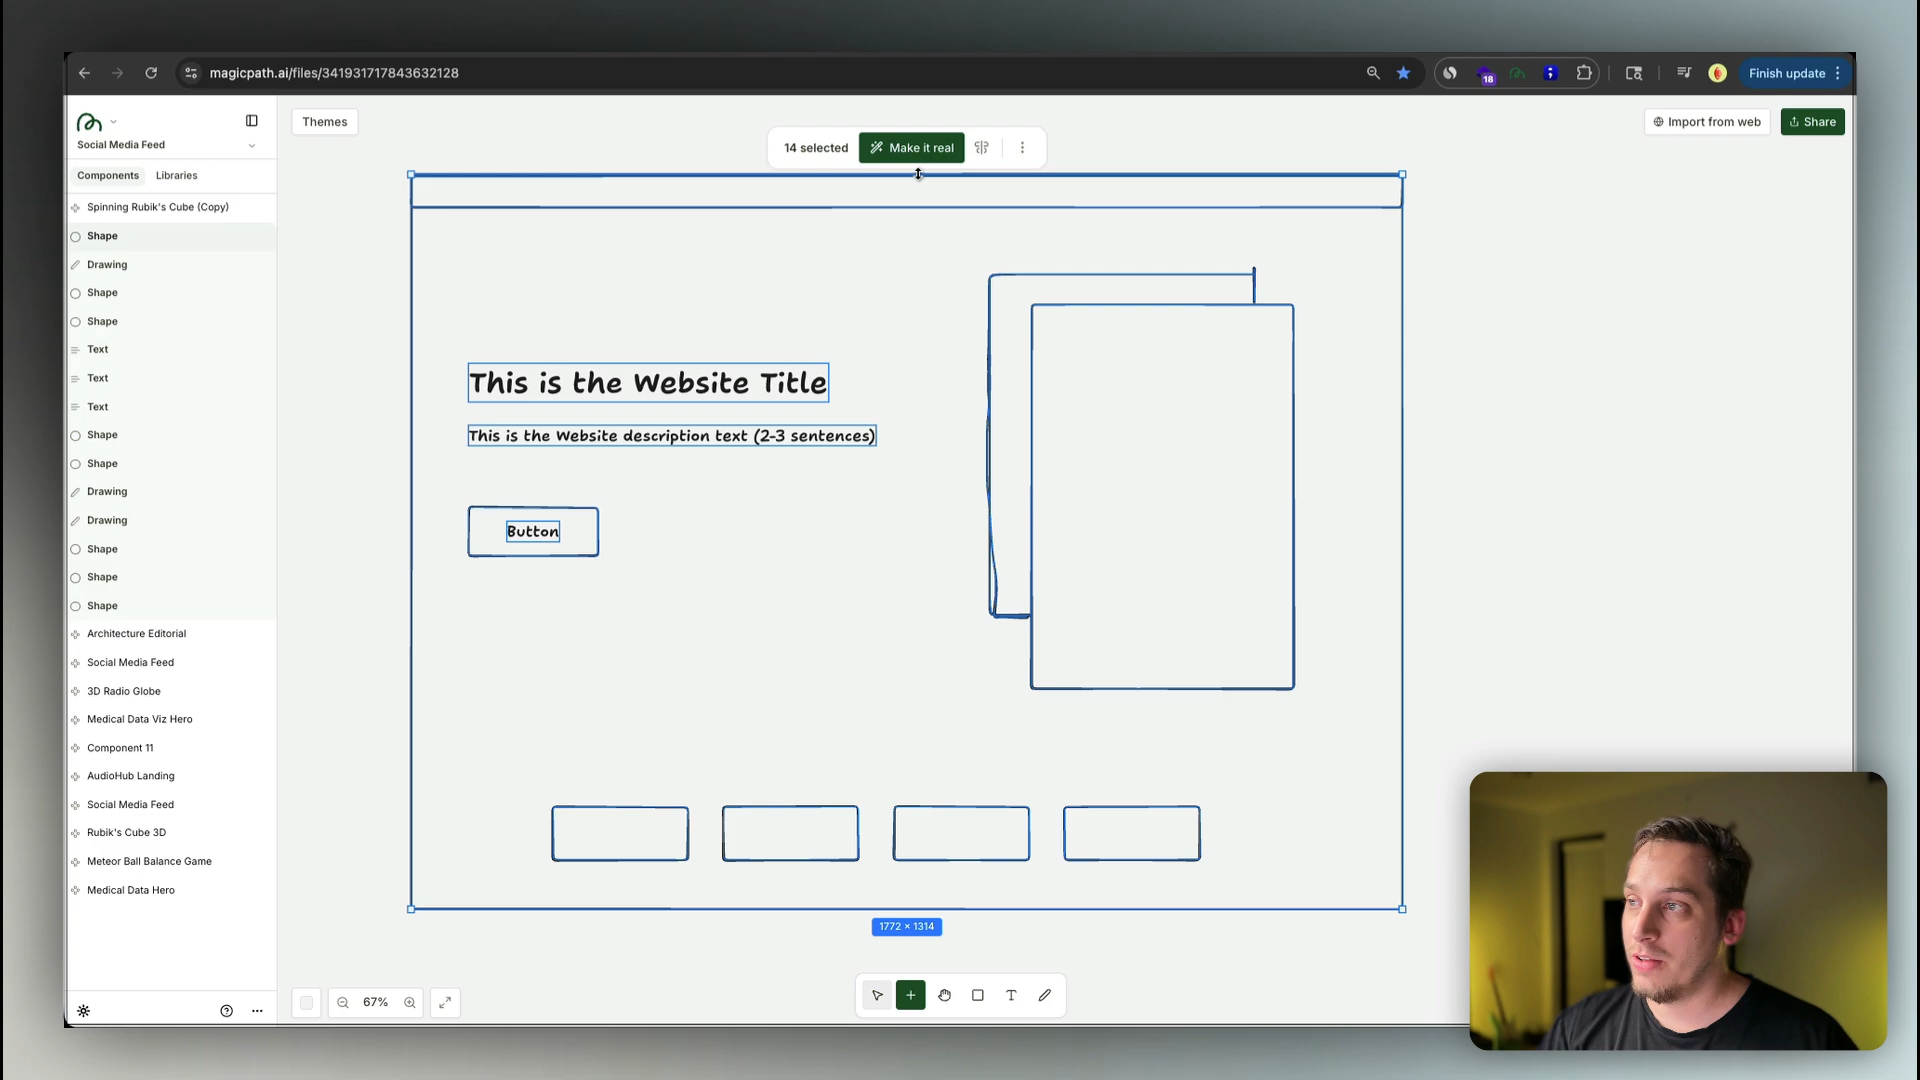 magicpath.ai/files/341931717843632128
18
Finish update
Social Media Feed
Themes
Import from web
Share
14 selected
Make it real
Components
Libraries
Spinning Rubik's Cube (Copy)
Shape
Drawing
Shape
Shape
Text
Text
Text
Shape
Shape
Drawing
Drawing
Shape
Shape
Shape
Architecture Editorial
Social Media Feed
3D Radio Globe
Medical Data Viz Hero
Component 11
AudioHub Landing
Social Media Feed
Rubik's Cube 3D
Meteor Ball Balance Game
Medical Data Hero
This is the Website Title
This is the Website description text (2-3 sentences)
Button
1772 × 1314
67%